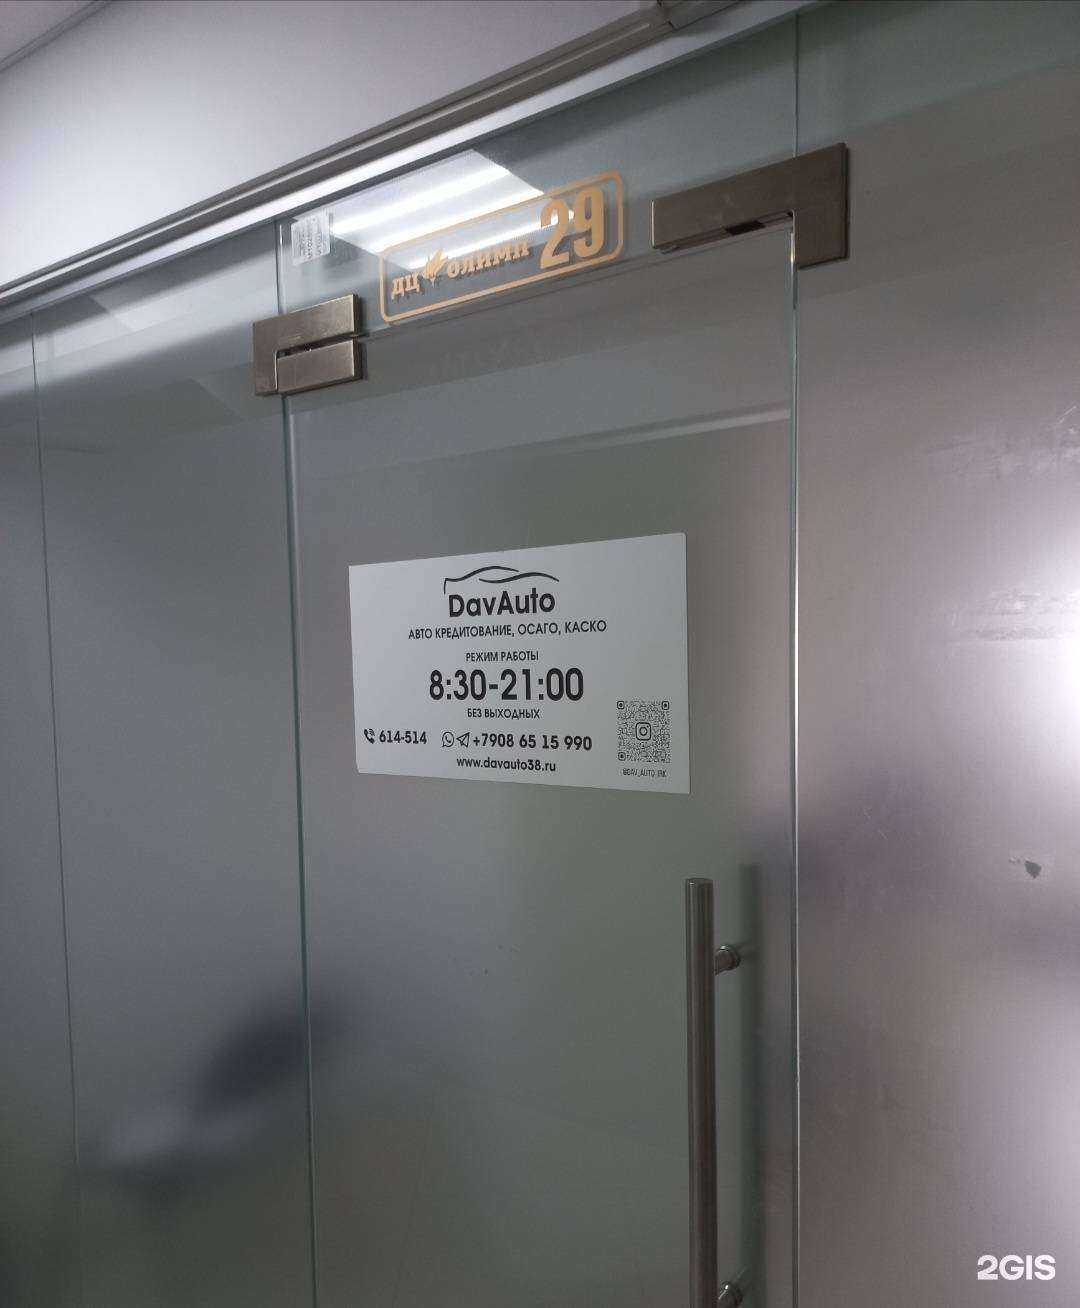 ДЦ ОЛИМП 29
DavAuto
АВТО КРЕДИТОВАНИЕ, ОСАГО, КАСКО
РЕЖИМ РАБОТЫ
8:30-21:00
БЕЗ ВЫХОДНЫХ
614-514 +7908 65 15 990
www.davauto38.ru
@DAV_AUTO_IRK
2GIS